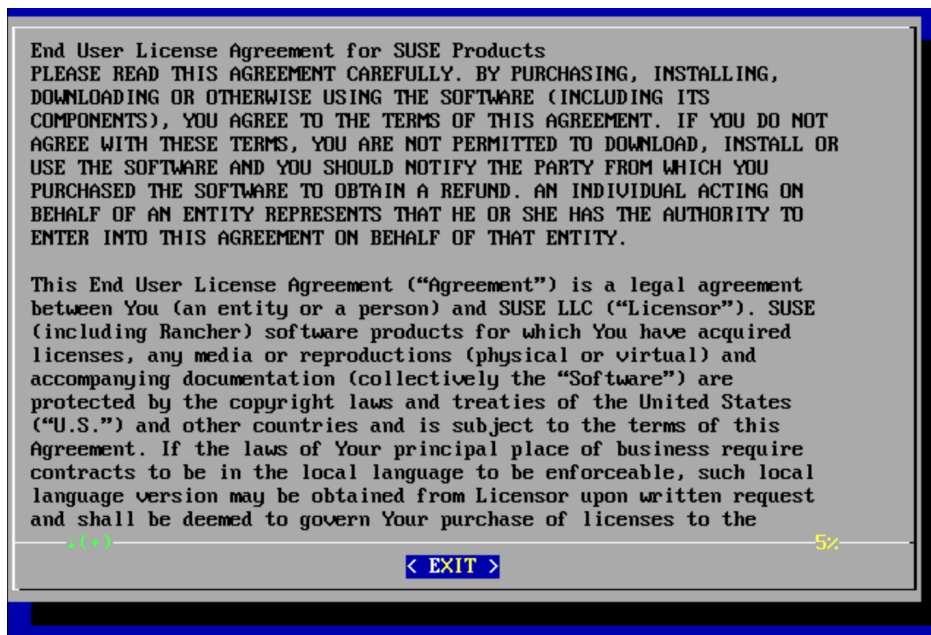 End User License Agreement for SUSE Products
PLEASE READ THIS AGREEMENT CAREFULLY. BY PURCHASING, INSTALLING,
DOWNLOADING OR OTHERWISE USING THE SOFTWARE (INCLUDING ITS
COMPONENTS), YOU AGREE TO THE TERMS OF THIS AGREEMENT. IF YOU DO NOT
AGREE WITH THESE TERMS, YOU ARE NOT PERMITTED TO DOWNLOAD, INSTALL OR
USE THE SOFTWARE AND YOU SHOULD NOTIFY THE PARTY FROM WHICH YOU
PURCHASED THE SOFTWARE TO OBTAIN A REFUND. AN INDIVIDUAL ACTING ON
BEHALF OF AN ENTITY REPRESENTS THAT HE OR SHE HAS THE AUTHORITY TO
ENTER INTO THIS AGREEMENT ON BEHALF OF THAT ENTITY.
This End User License Agreement (“Agreement”) is a legal agreement
between You (an entity or a person) and SUSE LLC (“Licensor”). SUSE
(including Rancher) software products for which You have acquired
licenses, any media or reproductions (physical or virtual) and
accompanying documentation (collectively the “Software”) are
protected by the copyright laws and treaties of the United States
(“U.S.”) and other countries and is subject to the terms of this
Agreement. If the laws of Your principal place of business require
contracts to be in the local language to be enforceable, such local
language version may be obtained from Licensor upon written request
and shall be deemed to govern Your purchase of licenses to the
↓(+) 5%
< EXIT >